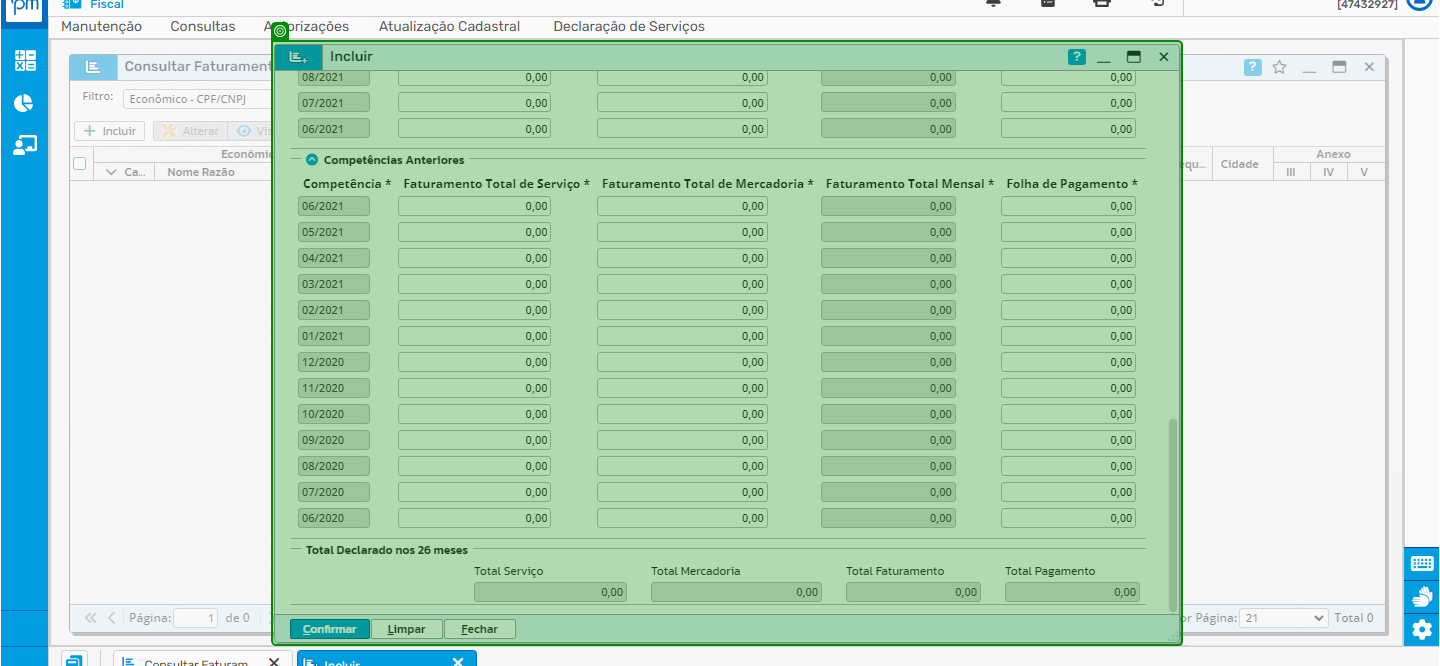 pm
Fiscal
[47432927]
Manutenção Consultas Atualização Cadastral Declaração de Serviços
Incluir
?
Consultar Faturament
?
Filtro: Econômico - CPF/CNPJ
Incluir Alterar Vis
Econômic
Ca... Nome Razão
equ... Cidade Anexo
III IV V
08/2021 0,00 0,00 0,00 0,00
07/2021 0,00 0,00 0,00 0,00
06/2021 0,00 0,00 0,00 0,00
Competências Anteriores
Competência * Faturamento Total de Serviço * Faturamento Total de Mercadoria * Faturamento Total Mensal * Folha de Pagamento *
06/2021 0,00 0,00 0,00 0,00
05/2021 0,00 0,00 0,00 0,00
04/2021 0,00 0,00 0,00 0,00
03/2021 0,00 0,00 0,00 0,00
02/2021 0,00 0,00 0,00 0,00
01/2021 0,00 0,00 0,00 0,00
12/2020 0,00 0,00 0,00 0,00
11/2020 0,00 0,00 0,00 0,00
10/2020 0,00 0,00 0,00 0,00
09/2020 0,00 0,00 0,00 0,00
08/2020 0,00 0,00 0,00 0,00
07/2020 0,00 0,00 0,00 0,00
06/2020 0,00 0,00 0,00 0,00
Total Declarado nos 26 meses
Total Serviço Total Mercadoria Total Faturamento Total Pagamento
0,00 0,00 0,00 0,00
Confirmar Limpar Fechar
Página: 1 de 0
or Página: 21 Total 0
Consultar Faturam
Incluir